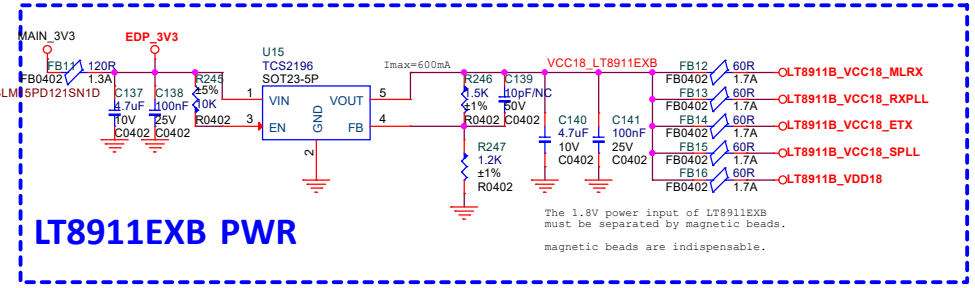 MAIN_3V3
EDP_3V3
FB11 120R
FB0402 1.3A
BLM15PD121SN1D
C137
4.7uF
10V
C0402
C138
100nF
25V
C0402
R245
±5%
10K
R0402
U15
TCS2196
SOT23-5P
1
VIN
VOUT
5
3
EN
FB
4
GND
2
Imax=600mA
R246
1.5K
±1%
R0402
C139
10pF/NC
50V
C0402
R247
1.2K
±1%
R0402
VCC18_LT8911EXB
C140
4.7uF
10V
C0402
C141
100nF
25V
C0402
FB12 60R
FB0402 1.7A
LT8911B_VCC18_MLRX
FB13 60R
FB0402 1.7A
LT8911B_VCC18_RXPLL
FB14 60R
FB0402 1.7A
LT8911B_VCC18_ETX
FB15 60R
FB0402 1.7A
LT8911B_VCC18_SPLL
FB16 60R
FB0402 1.7A
LT8911B_VDD18
The 1.8V power input of LT8911EXB
must be separated by magnetic beads.
magnetic beads are indispensable.
LT8911EXB PWR